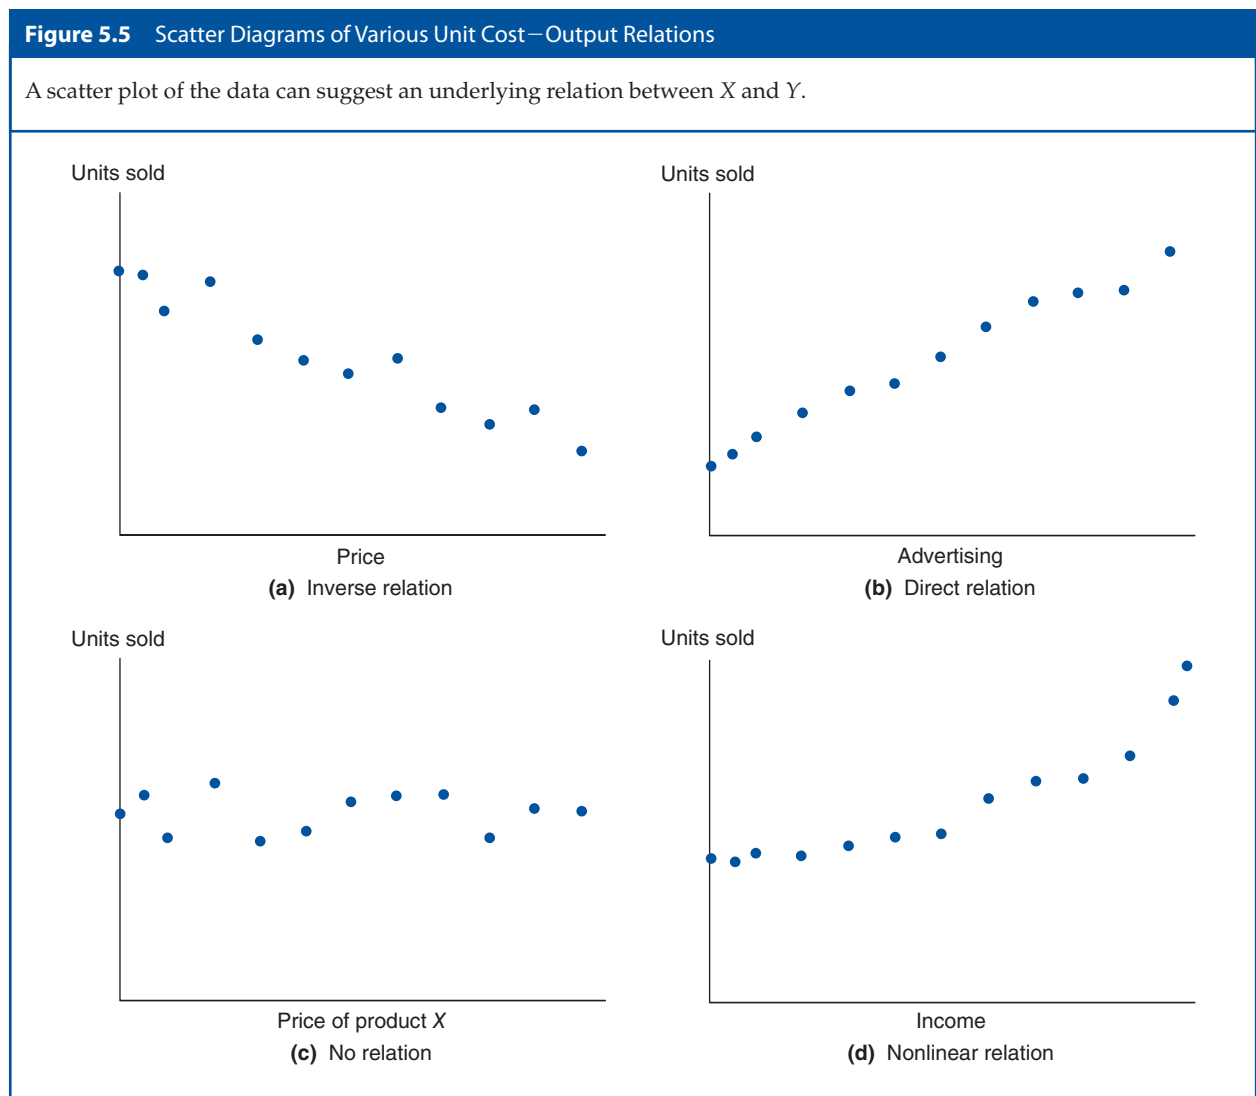 Figure 5.5 Scatter Diagrams of Various Unit Cost−Output Relations
A scatter plot of the data can suggest an underlying relation between X and Y.
Units sold
Price
(a) Inverse relation
Units sold
Advertising
(b) Direct relation
Units sold
Price of product X
(c) No relation
Units sold
Income
(d) Nonlinear relation